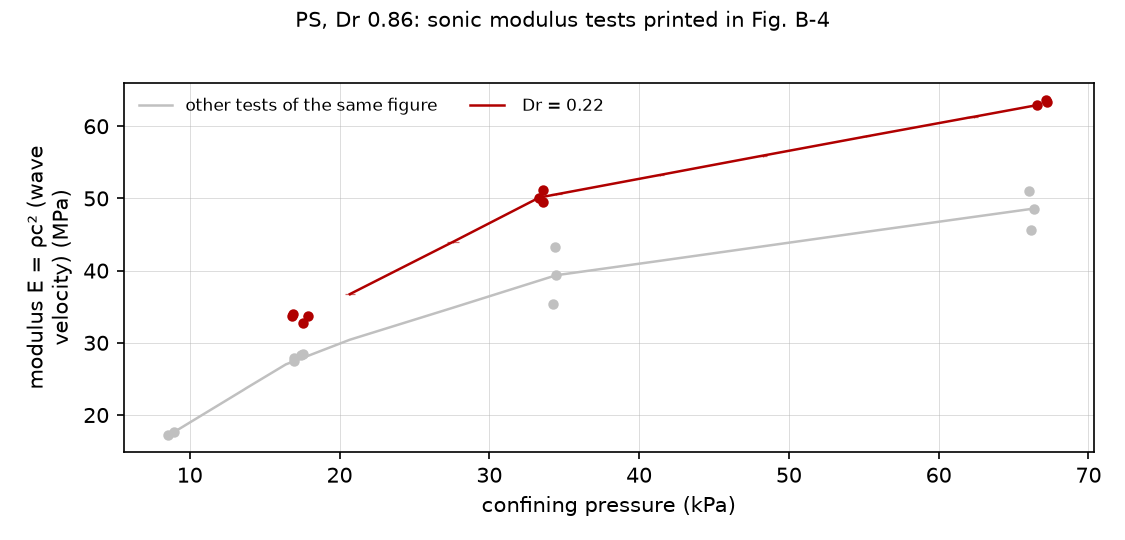 PS, Dr 0.86: sonic modulus tests printed in Fig. B-4
other tests of the same figure
Dr = 0.22
modulus E = ρc² (wave
velocity) (MPa)
60
50
40
30
20
10 20 30 40 50 60 70
confining pressure (kPa)